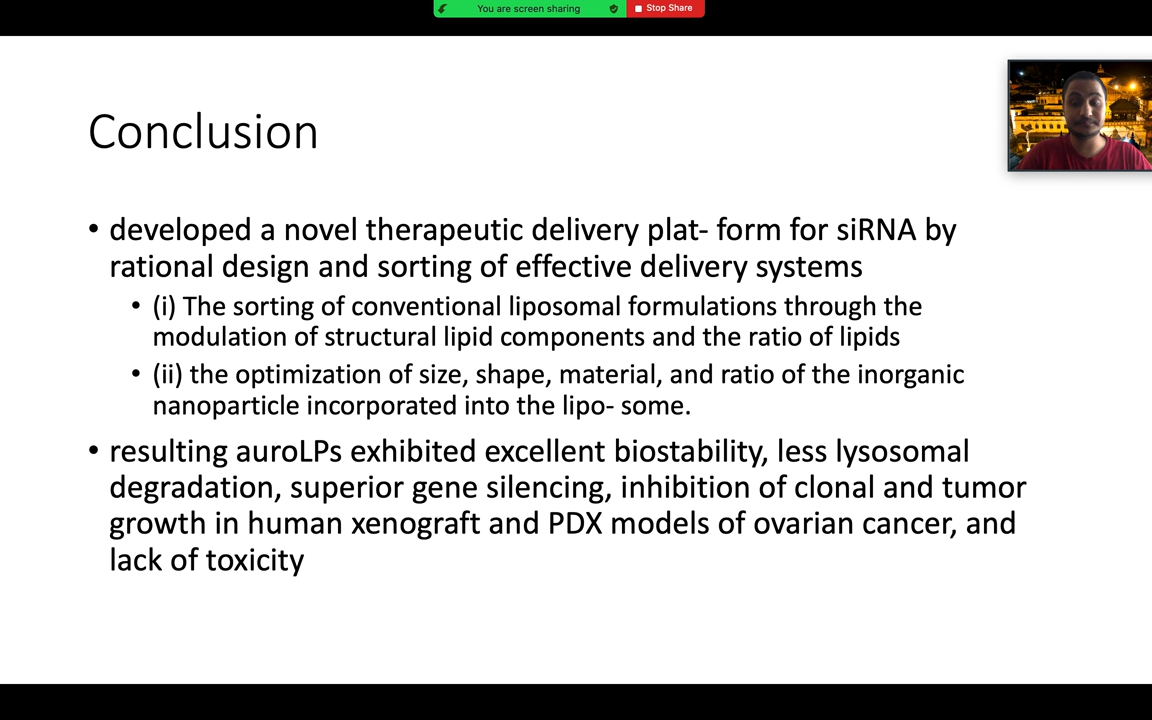 You are screen sharing
Stop Share
Conclusion
• developed a novel therapeutic delivery plat- form for siRNA by
rational design and sorting of effective delivery systems
• (i) The sorting of conventional liposomal formulations through the
modulation of structural lipid components and the ratio of lipids
• (ii) the optimization of size, shape, material, and ratio of the inorganic
nanoparticle incorporated into the lipo- some.
• resulting auroLPs exhibited excellent biostability, less lysosomal
degradation, superior gene silencing, inhibition of clonal and tumor
growth in human xenograft and PDX models of ovarian cancer, and
lack of toxicity